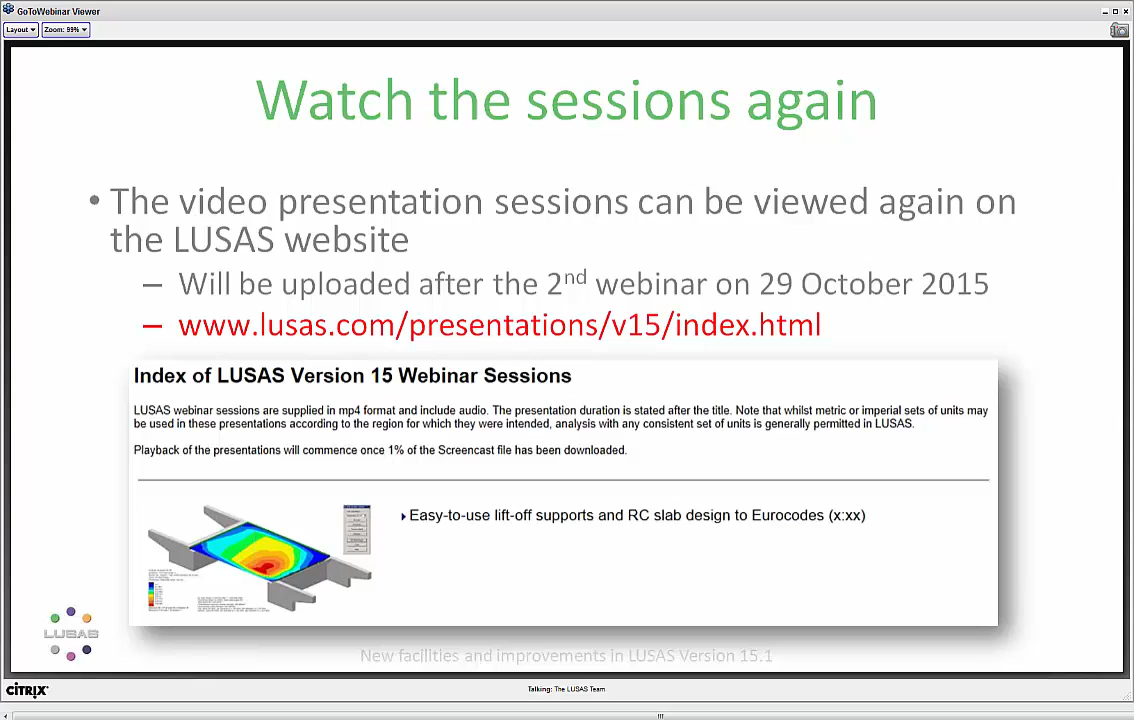 GoToWebinar Viewer
Layout
Zoom: 99%
Watch the sessions again
• The video presentation sessions can be viewed again on
the LUSAS website
– Will be uploaded after the 2nd webinar on 29 October 2015
– www.lusas.com/presentations/v15/index.html
Index of LUSAS Version 15 Webinar Sessions
LUSAS webinar sessions are supplied in mp4 format and include audio. The presentation duration is stated after the title. Note that whilst metric or imperial sets of units may
be used in these presentations according to the region for which they were intended, analysis with any consistent set of units is generally permitted in LUSAS.
Playback of the presentations will commence once 1% of the Screencast file has been downloaded.
Easy-to-use lift-off supports and RC slab design to Eurocodes (x:xx)
LUSAS
New facilities and improvements in LUSAS Version 15.1
CITRIX
Talking: The LUSAS Team